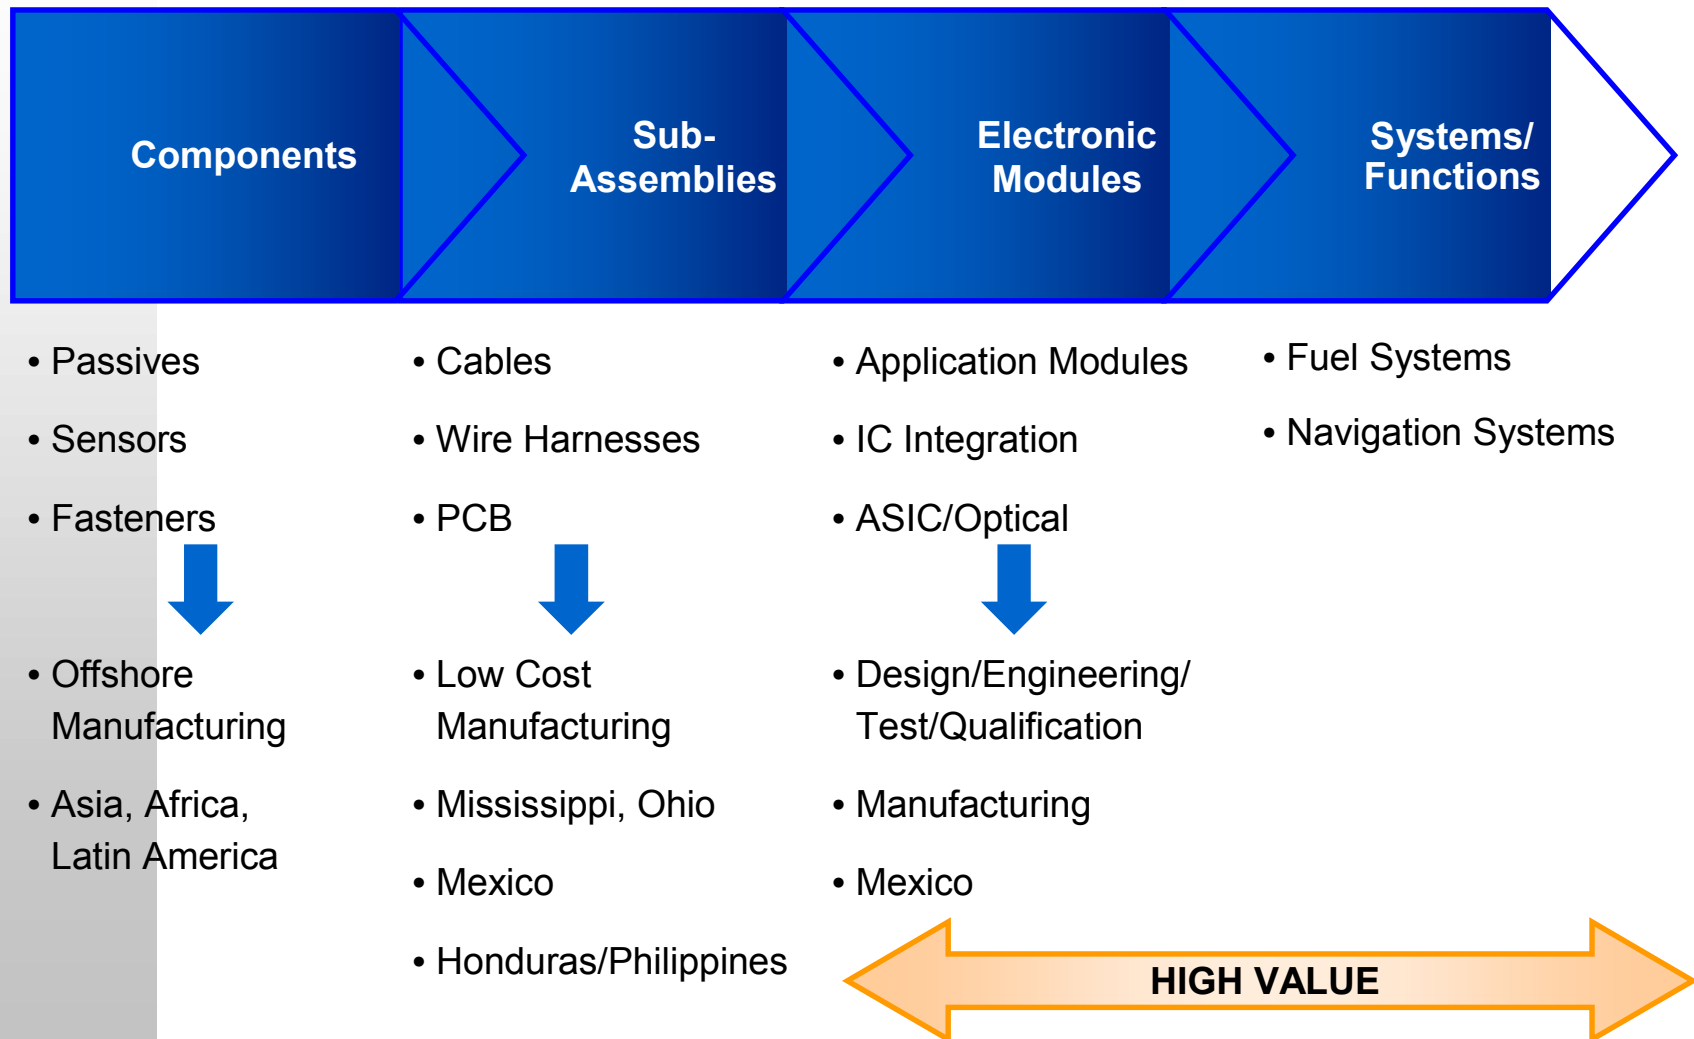 Components
Sub-
Assemblies
Electronic
Modules
Systems/
Functions
• Passives
• Sensors
• Fasteners
• Offshore
Manufacturing
• Asia, Africa,
Latin America
• Cables
• Wire Harnesses
• PCB
• Low Cost
Manufacturing
• Mississippi, Ohio
• Mexico
• Honduras/Philippines
• Application Modules
• IC Integration
• ASIC/Optical
• Design/Engineering/
Test/Qualification
• Manufacturing
• Mexico
• Fuel Systems
• Navigation Systems
HIGH VALUE